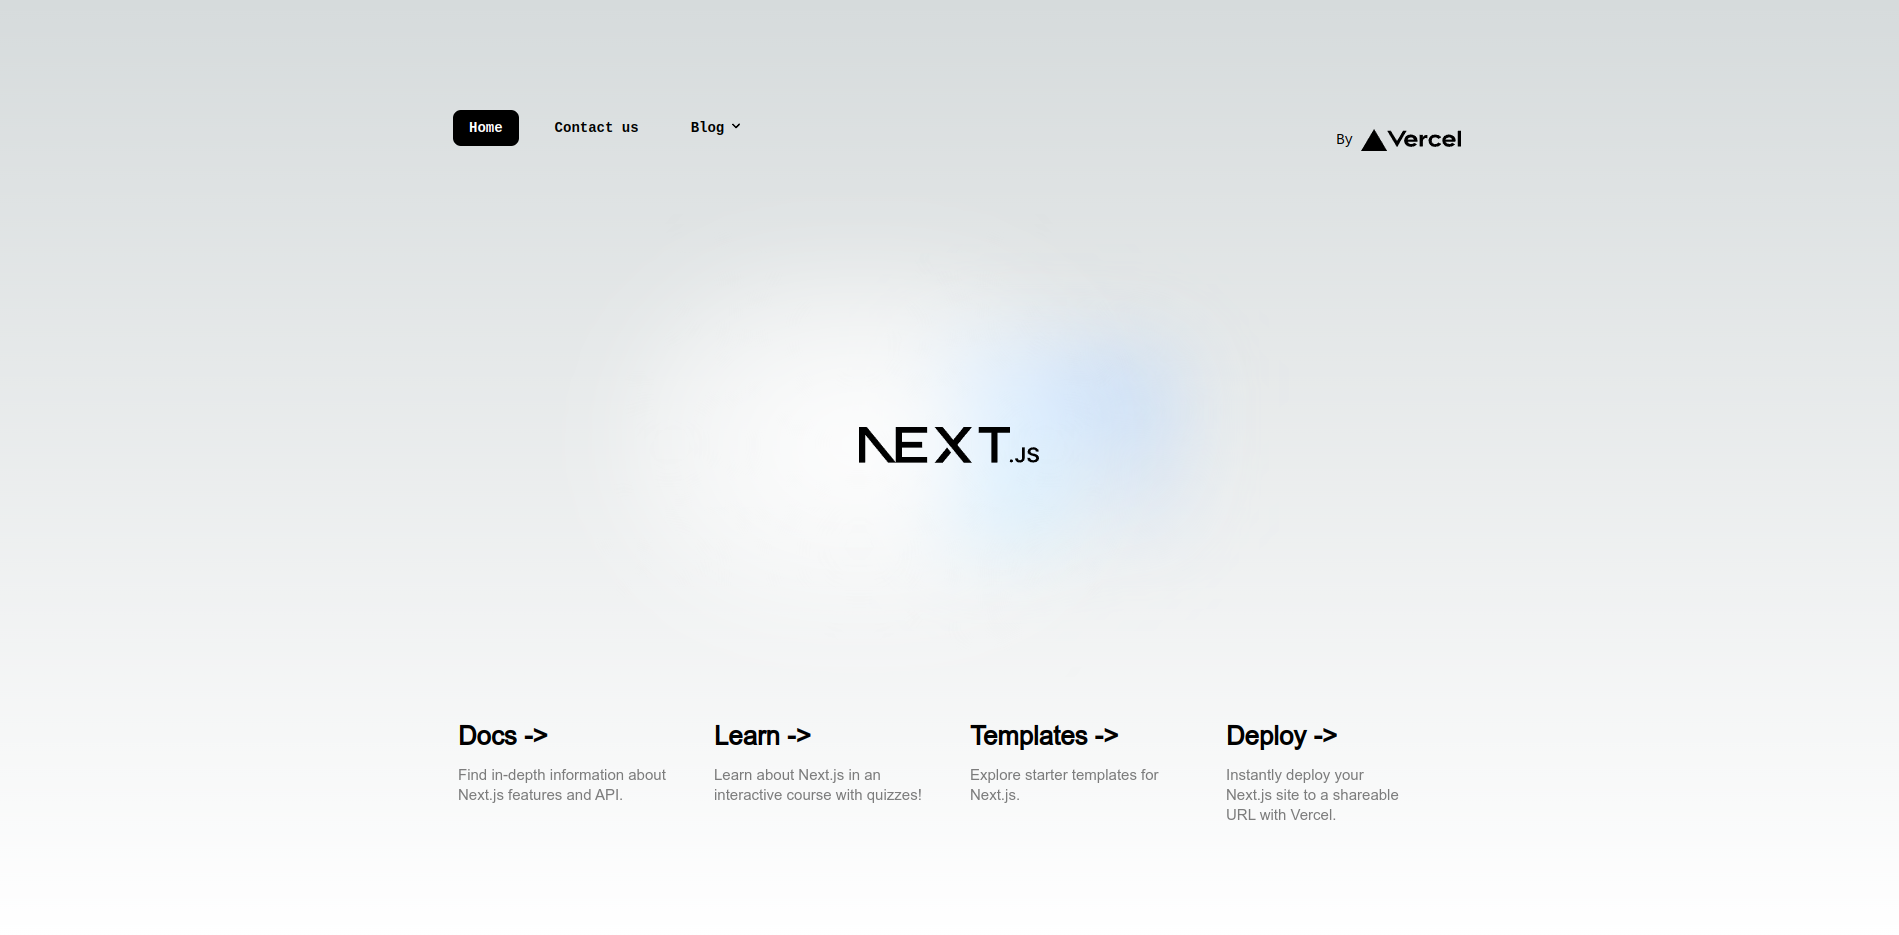 Home Contact us Blog
By Vercel
NEXT.JS
Docs ->
Find in-depth information about
Next.js features and API.
Learn ->
Learn about Next.js in an
interactive course with quizzes!
Templates ->
Explore starter templates for
Next.js.
Deploy ->
Instantly deploy your
Next.js site to a shareable
URL with Vercel.